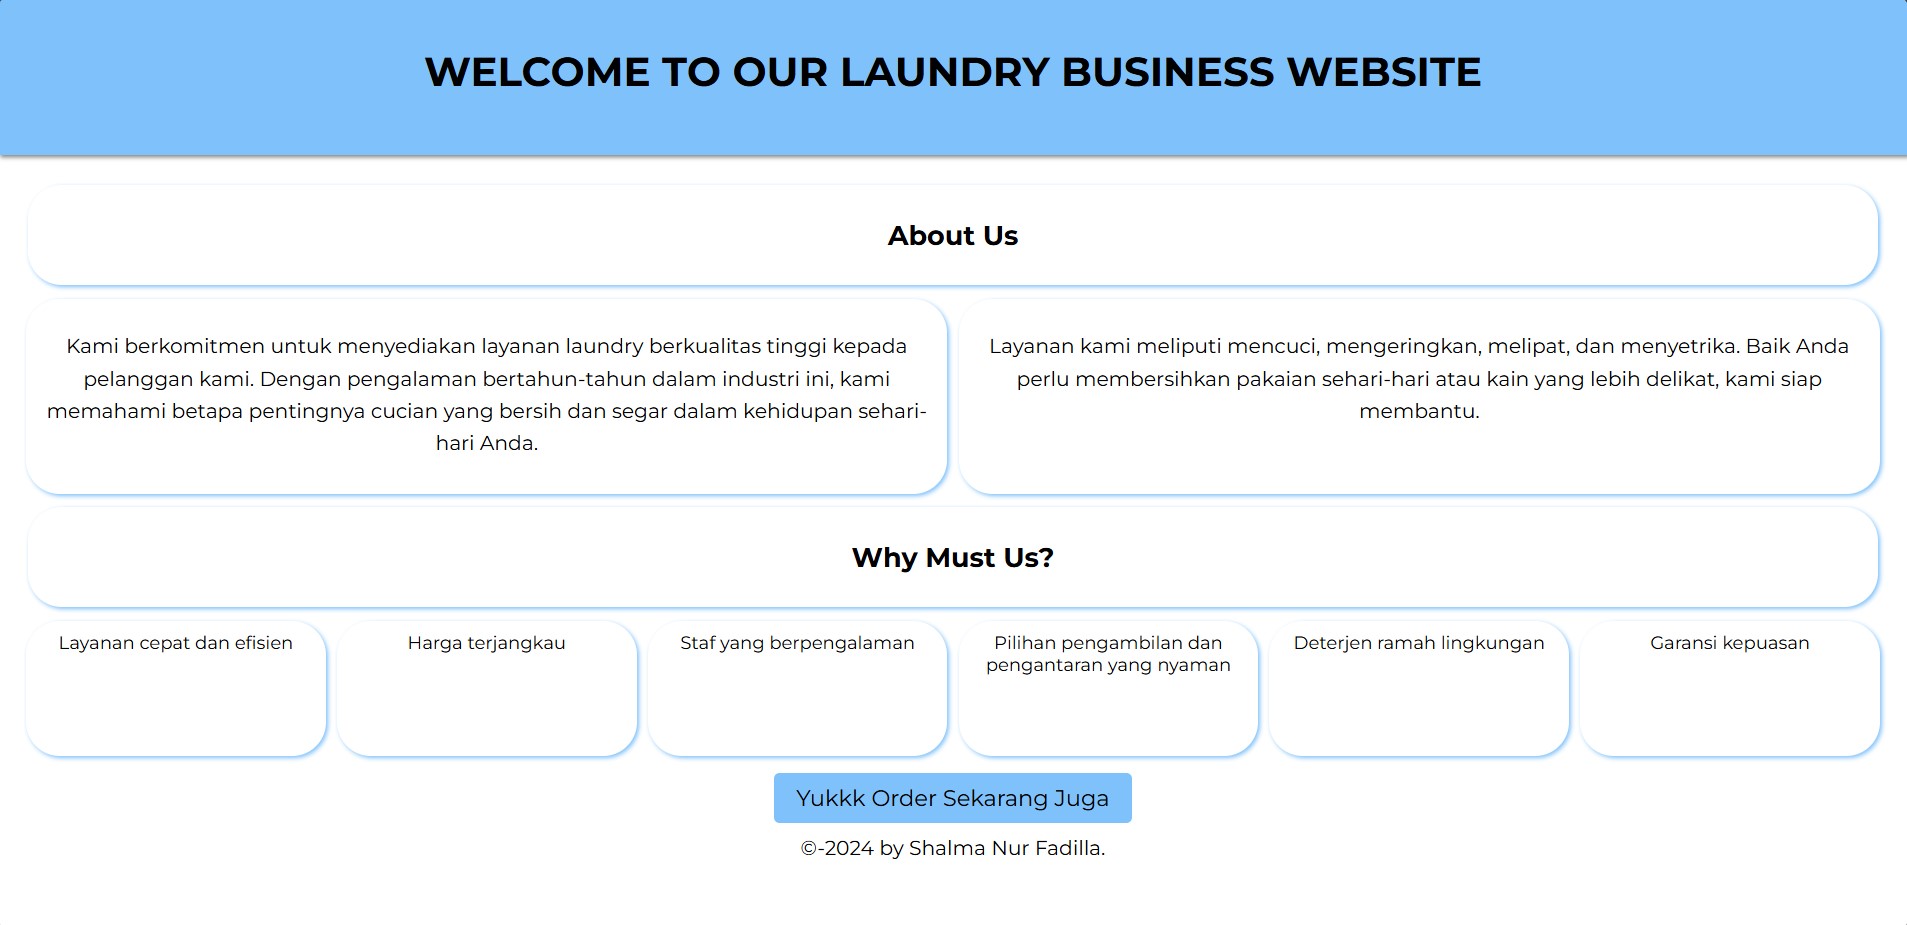 WELCOME TO OUR LAUNDRY BUSINESS WEBSITE
About Us
Kami berkomitmen untuk menyediakan layanan laundry berkualitas tinggi kepada
pelanggan kami. Dengan pengalaman bertahun-tahun dalam industri ini, kami
memahami betapa pentingnya cucian yang bersih dan segar dalam kehidupan sehari-
hari Anda.
Layanan kami meliputi mencuci, mengeringkan, melipat, dan menyetrika. Baik Anda
perlu membersihkan pakaian sehari-hari atau kain yang lebih delikat, kami siap
membantu.
Why Must Us?
Layanan cepat dan efisien
Harga terjangkau
Staf yang berpengalaman
Pilihan pengambilan dan
pengantaran yang nyaman
Deterjen ramah lingkungan
Garansi kepuasan
Yukkk Order Sekarang Juga
©-2024 by Shalma Nur Fadilla.